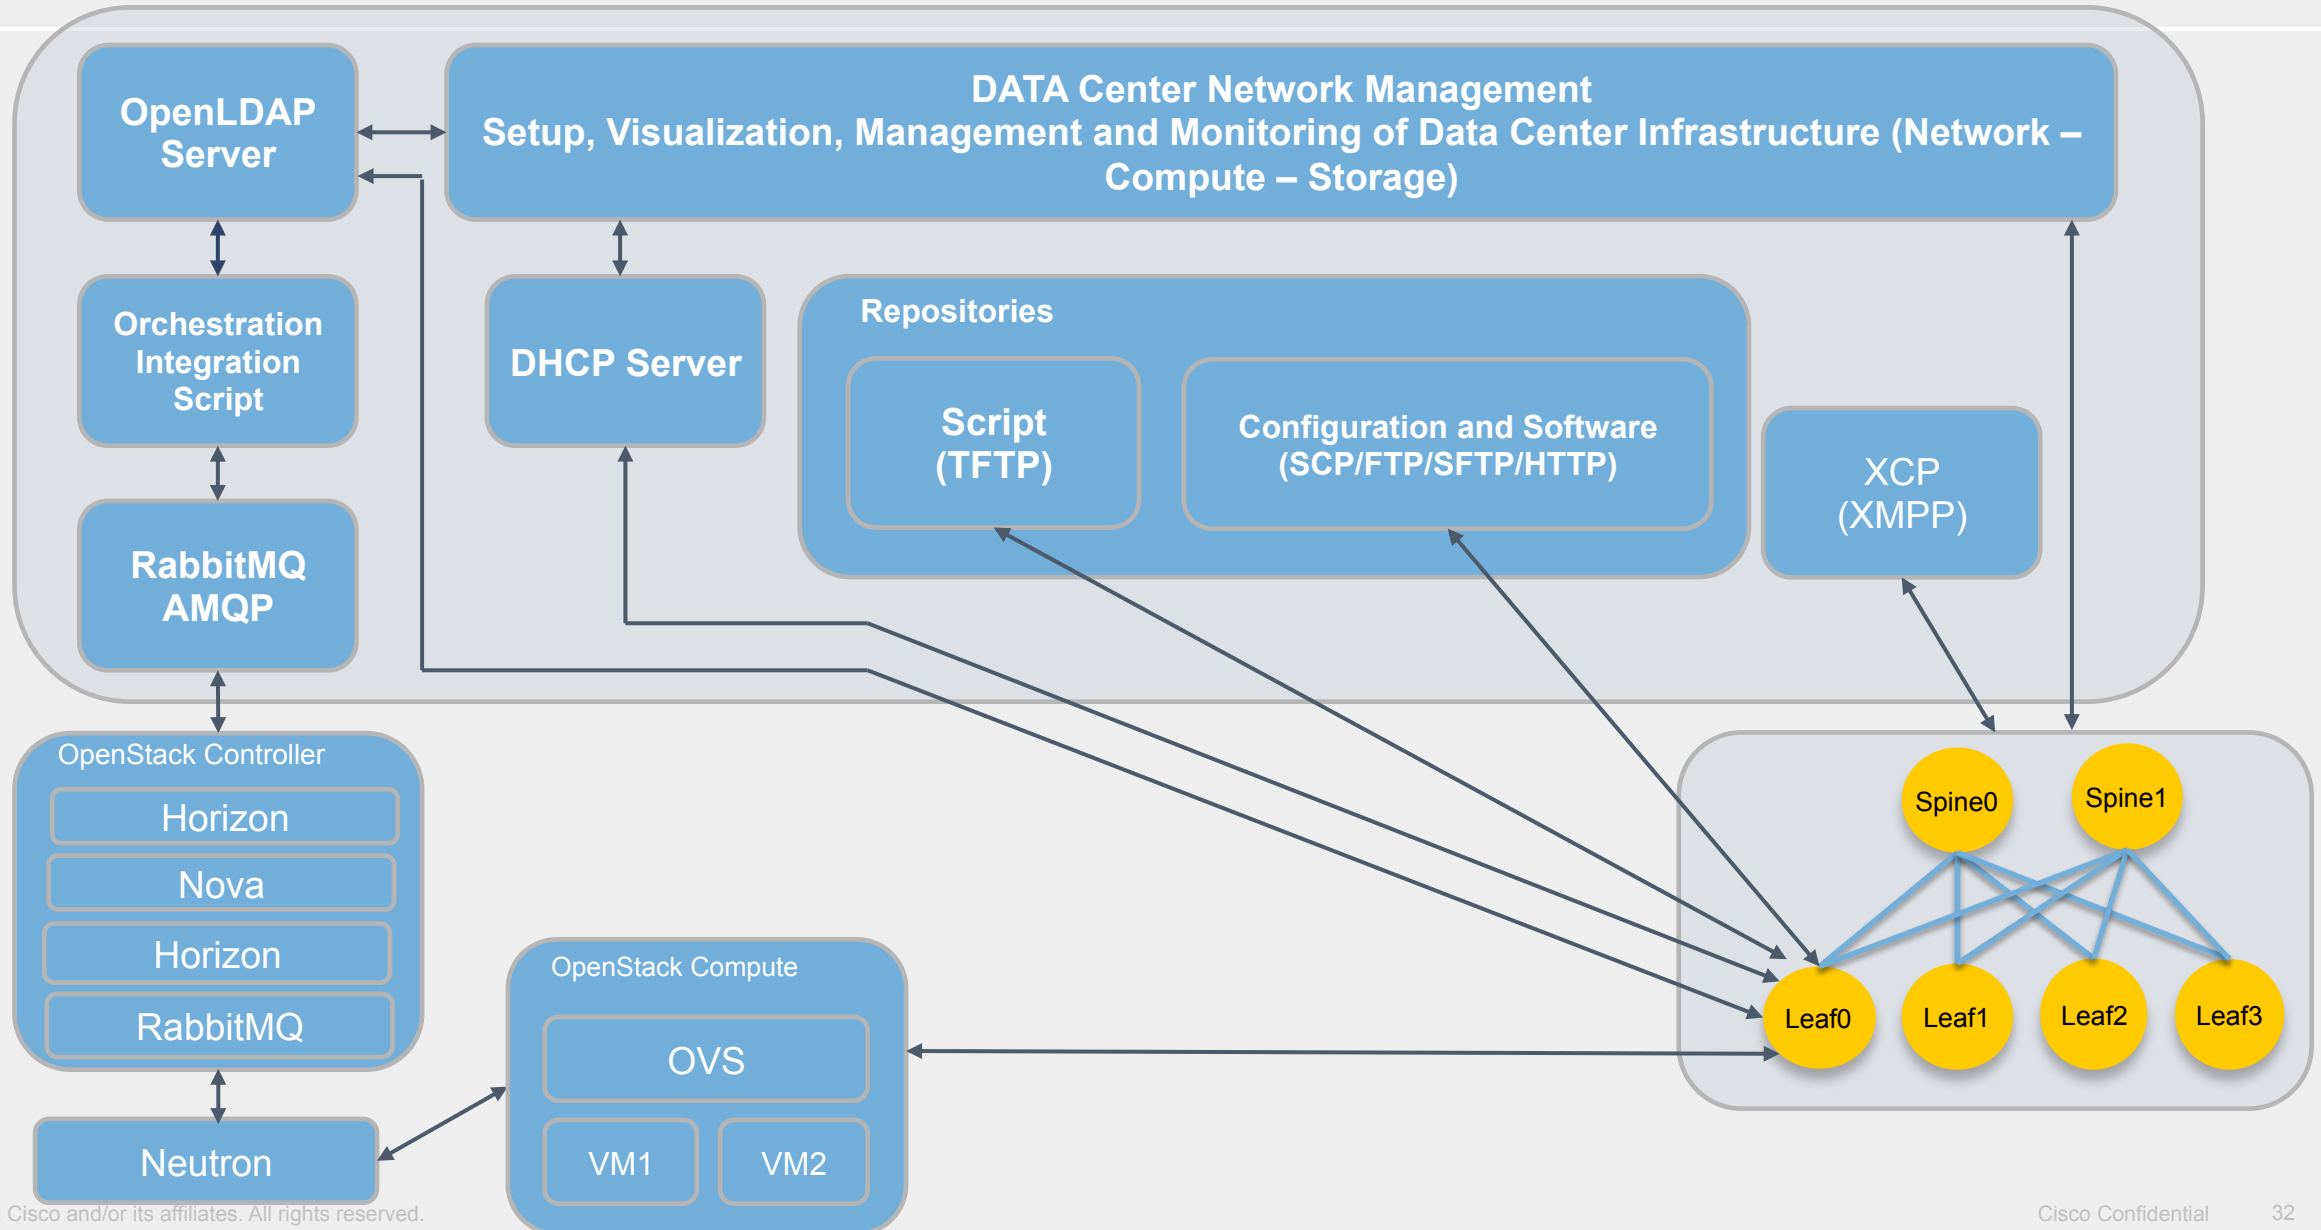 OpenLDAP
Server
DATA Center Network Management
Setup, Visualization, Management and Monitoring of Data Center Infrastructure (Network –
Compute – Storage)
Orchestration
Integration
Script
DHCP Server
Repositories
Script
(TFTP)
Configuration and Software
(SCP/FTP/SFTP/HTTP)
XCP
(XMPP)
RabbitMQ
AMQP
OpenStack Controller
Horizon
Nova
Horizon
RabbitMQ
Neutron
OpenStack Compute
OVS
VM1
VM2
Spine0
Spine1
Leaf0
Leaf1
Leaf2
Leaf3
Cisco and/or its affiliates. All rights reserved.
Cisco Confidential
32